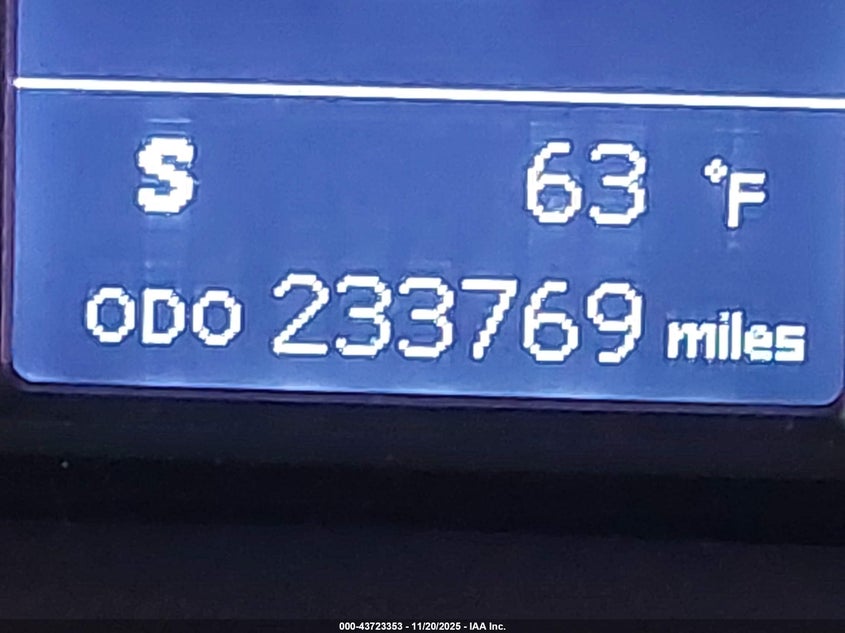 S 63 °F
ODO 233769 miles
000-43723353 - 11/20/2025 - IAA Inc.